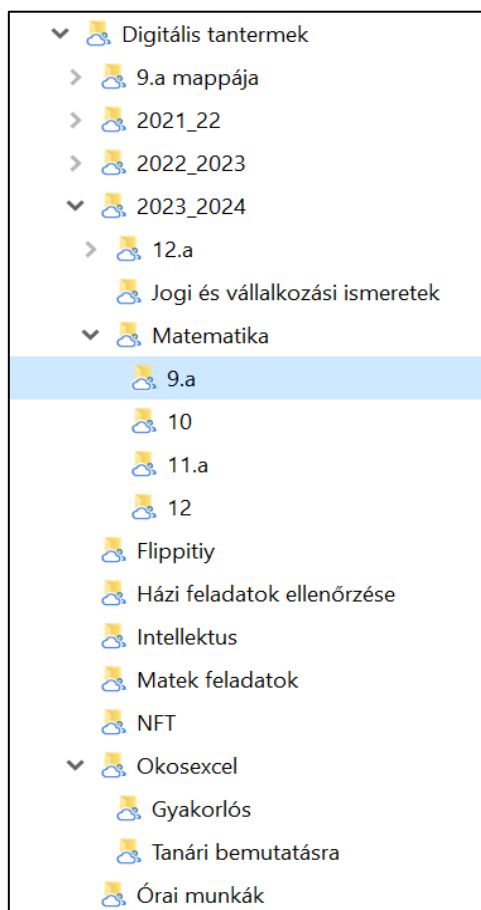 Digitális tantermek
9.a mappája
2021_22
2022_2023
2023_2024
12.a
Jogi és vállalkozási ismeretek
Matematika
9.a
10
11.a
12
Flippitiy
Házi feladatok ellenőrzése
Intellektus
Matek feladatok
NFT
Okosexcel
Gyakorlós
Tanári bemutatásra
Órai munkák